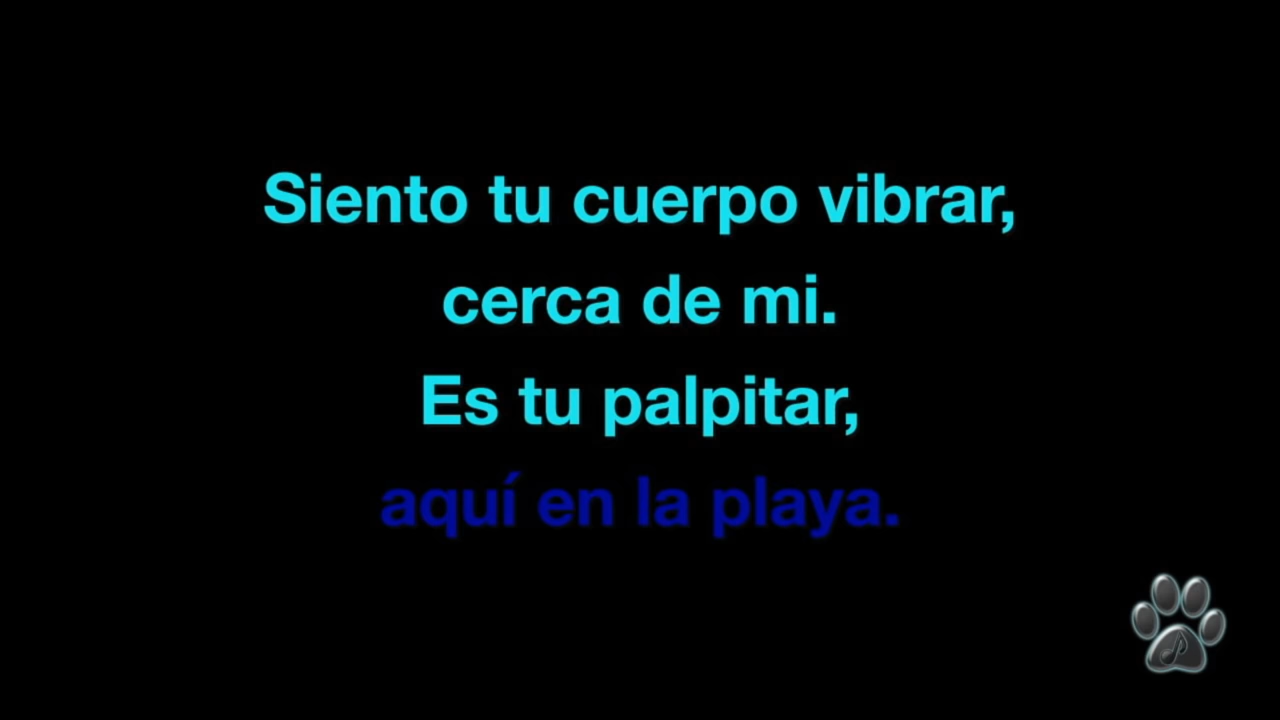 Siento tu cuerpo vibrar,
cerca de mi.
Es tu palpitar,
aquí en la playa.